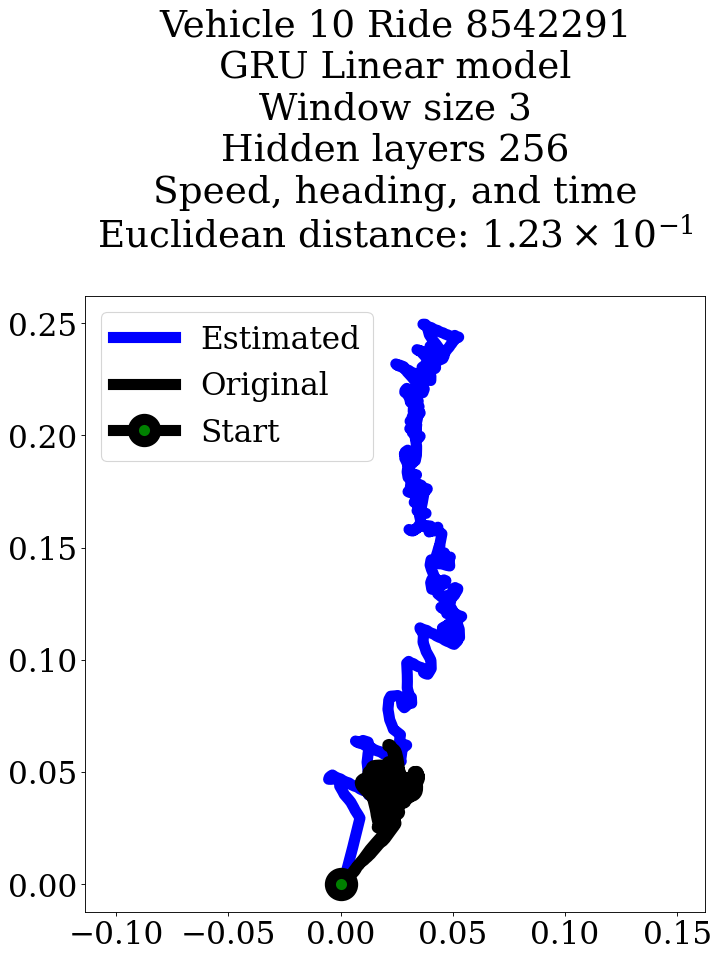 Vehicle 10 Ride 8542291
GRU Linear model
Window size 3
Hidden layers 256
Speed, heading, and time
Euclidean distance: 1.23 × 10⁻¹
Estimated
Original
Start
0.25
0.20
0.15
0.10
0.05
0.00
−0.10 −0.05 0.00 0.05 0.10 0.15